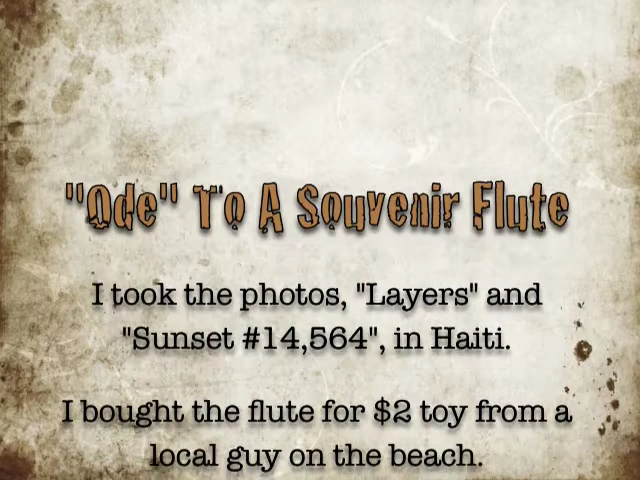 "Ode" To A Souvenir Flute
I took the photos, "Layers" and
"Sunset #14,564", in Haiti.
I bought the flute for $2 toy from a
local guy on the beach.